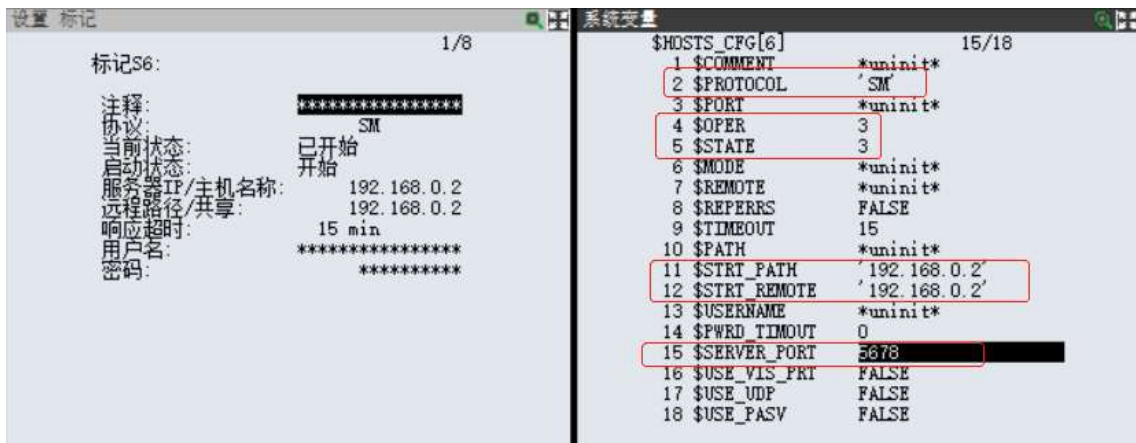 设置 标记
1/8
标记S6:
注释: ****************
协议: SM
当前状态: 已开始
启动状态: 开始
服务器IP/主机名称: 192.168.0.2
远程路径/共享: 192.168.0.2
响应超时: 15 min
用户名: ****************
密码: **********
系统变量
$HOSTS_CFG[6] 15/18
1 $COMMENT *uninit*
2 $PROTOCOL 'SM'
3 $PORT *uninit*
4 $OPER 3
5 $STATE 3
6 $MODE *uninit*
7 $REMOTE *uninit*
8 $REPERRS FALSE
9 $TIMEOUT 15
10 $PATH *uninit*
11 $STRT_PATH '192.168.0.2'
12 $STRT_REMOTE '192.168.0.2'
13 $USERNAME *uninit*
14 $PWRD_TIMOUT 0
15 $SERVER_PORT 5678
16 $USE_VIS_PRT FALSE
17 $USE_UDP FALSE
18 $USE_PASV FALSE